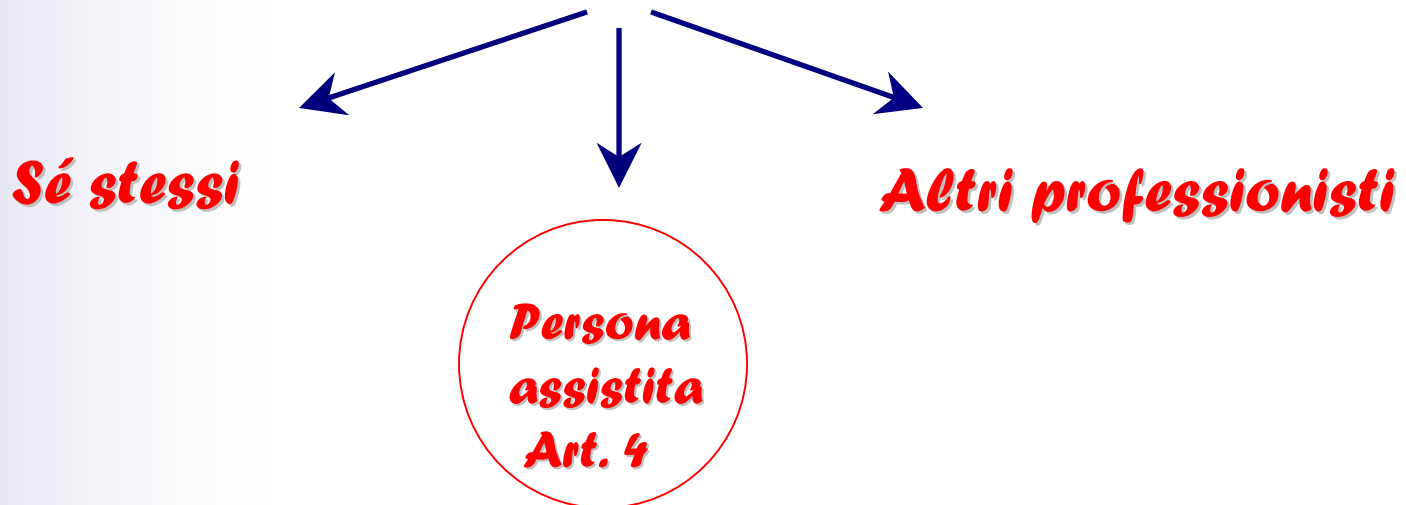 Sé stessi
Altri professionisti
Persona
assistita
Art. 4